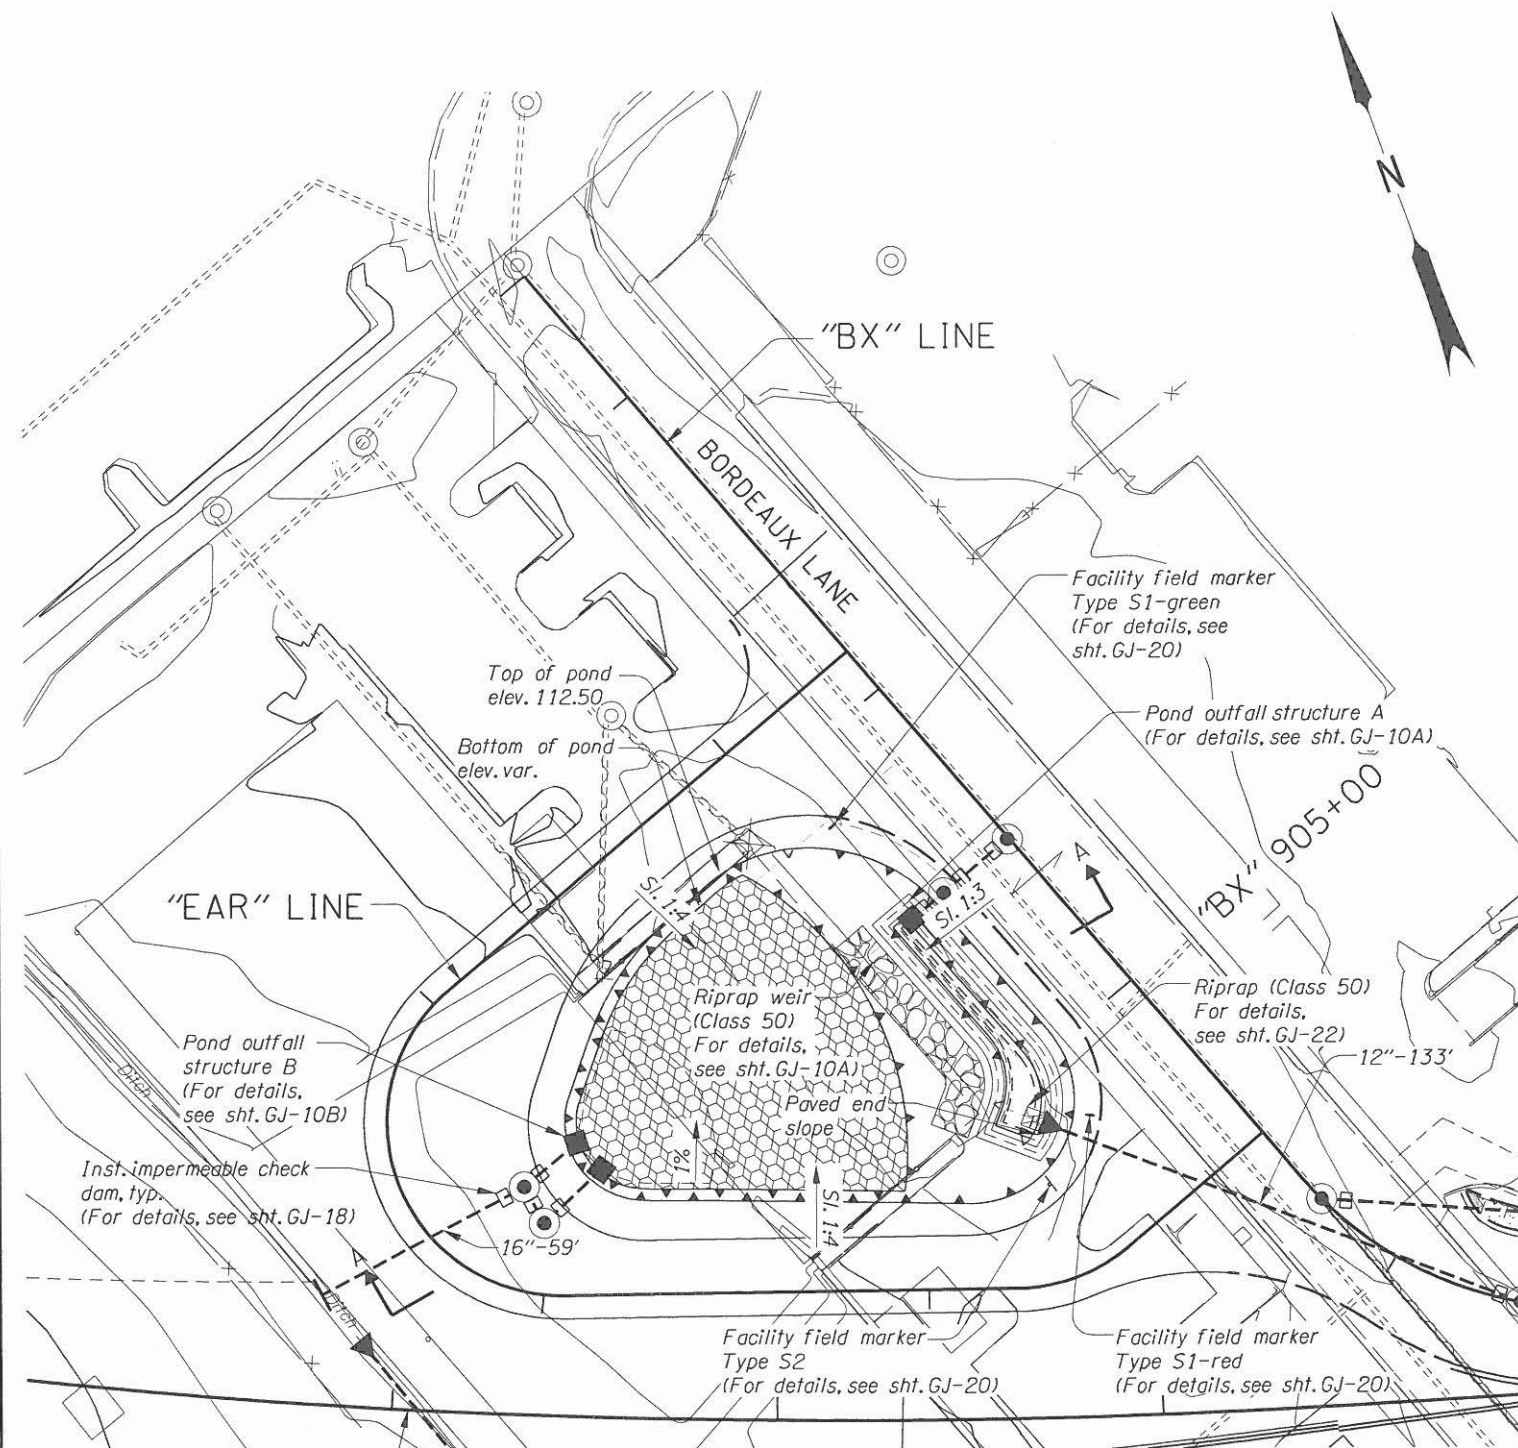 N
"BX" LINE
BORDEAUX LANE
Facility field marker
Type S1-green
(For details, see
sht. GJ-20)
Top of pond
elev. 112.50
Pond outfall structure A
(For details, see sht. GJ-10A)
Bottom of pond
elev. var.
"BX" 905+00
A
Sl. 1:4
Sl. 1:3
"EAR" LINE
Riprap weir
(Class 50)
For details,
see sht. GJ-10A)
Riprap (Class 50)
For details,
see sht. GJ-22)
12"-133'
Pond outfall
structure B
(For details,
see sht. GJ-10B)
Ditch
Paved end
slope
1%
Inst. impermeable check
dam, typ.
(For details, see sht. GJ-18)
Sl. 1:4
16"-59'
A
Ditch
Facility field marker
Type S2
(For details, see sht. GJ-20)
Facility field marker
Type S1-red
(For details, see sht. GJ-20)